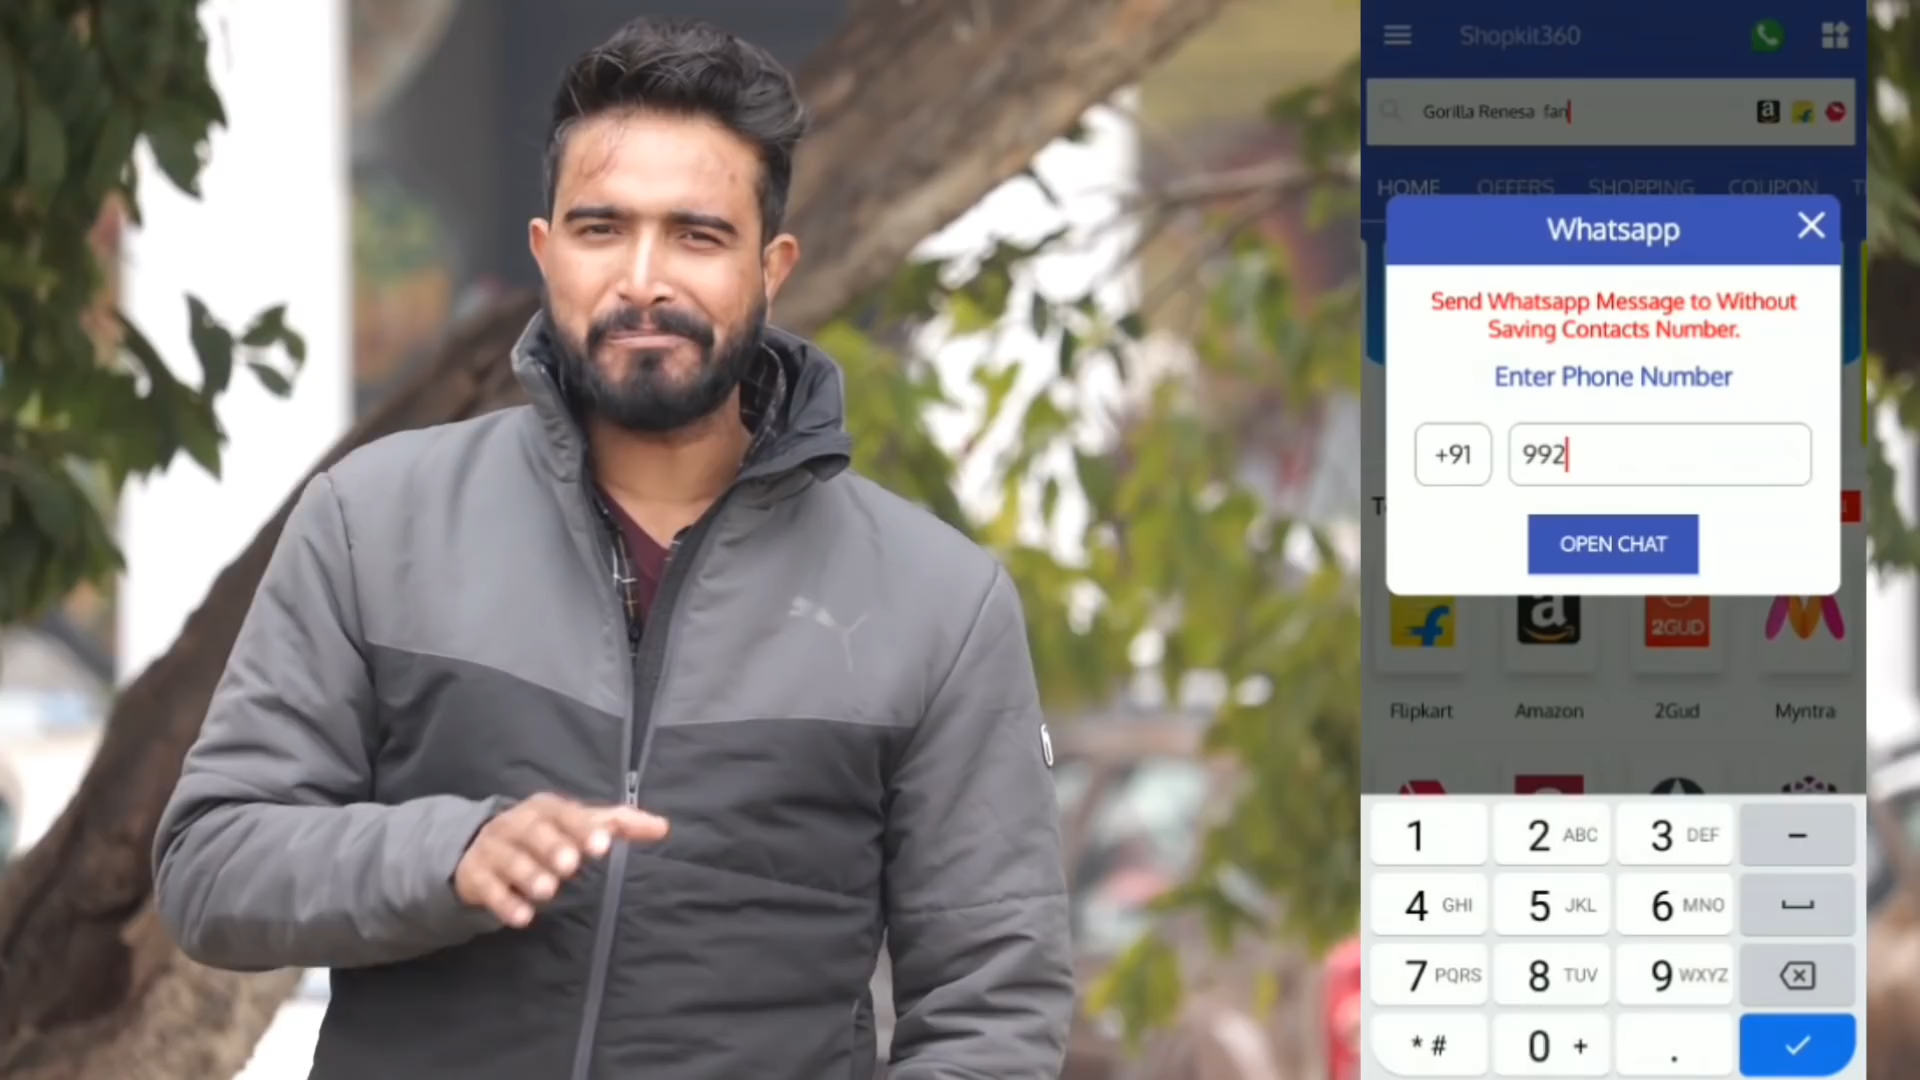 Shopkit360
Gorilla Renesa fan
HOME OFFERS SHOPPING COUPON
Whatsapp
Send Whatsapp Message to Without
Saving Contacts Number.
Enter Phone Number
+91 992
OPEN CHAT
2GUD
Flipkart Amazon 2Gud Myntra
1 2 ABC 3 DEF -
4 GHI 5 JKL 6 MNO
7 PQRS 8 TUV 9 WXYZ
* # 0 + .